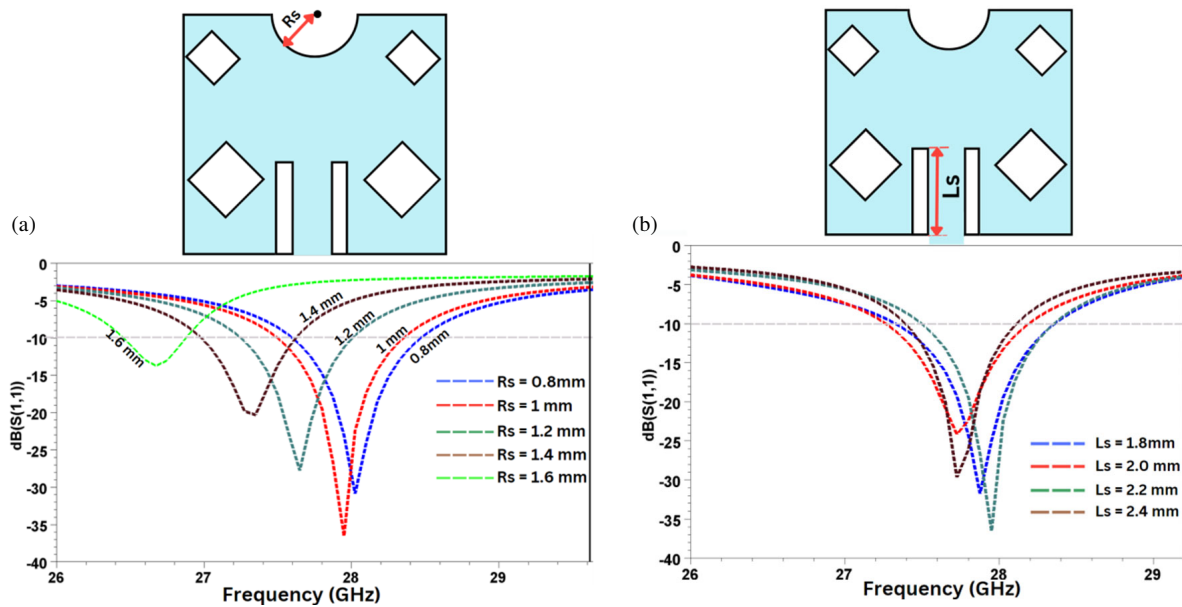 (a)
Rs
0
-5
-10
-15
-20
-25
-30
-35
-40
dB(S(1,1))
1.6 mm
1.4 mm
1.2 mm
1 mm
0.8mm
Rs = 0.8mm
Rs = 1 mm
Rs = 1.2 mm
Rs = 1.4 mm
Rs = 1.6 mm
26 27 28 29
Frequency (GHz)
(b)
Ls
0
-5
-10
-15
-20
-25
-30
-35
-40
dB(S(1,1))
Ls = 1.8mm
Ls = 2.0 mm
Ls = 2.2 mm
Ls = 2.4 mm
26 27 28 29
Frequency (GHz)